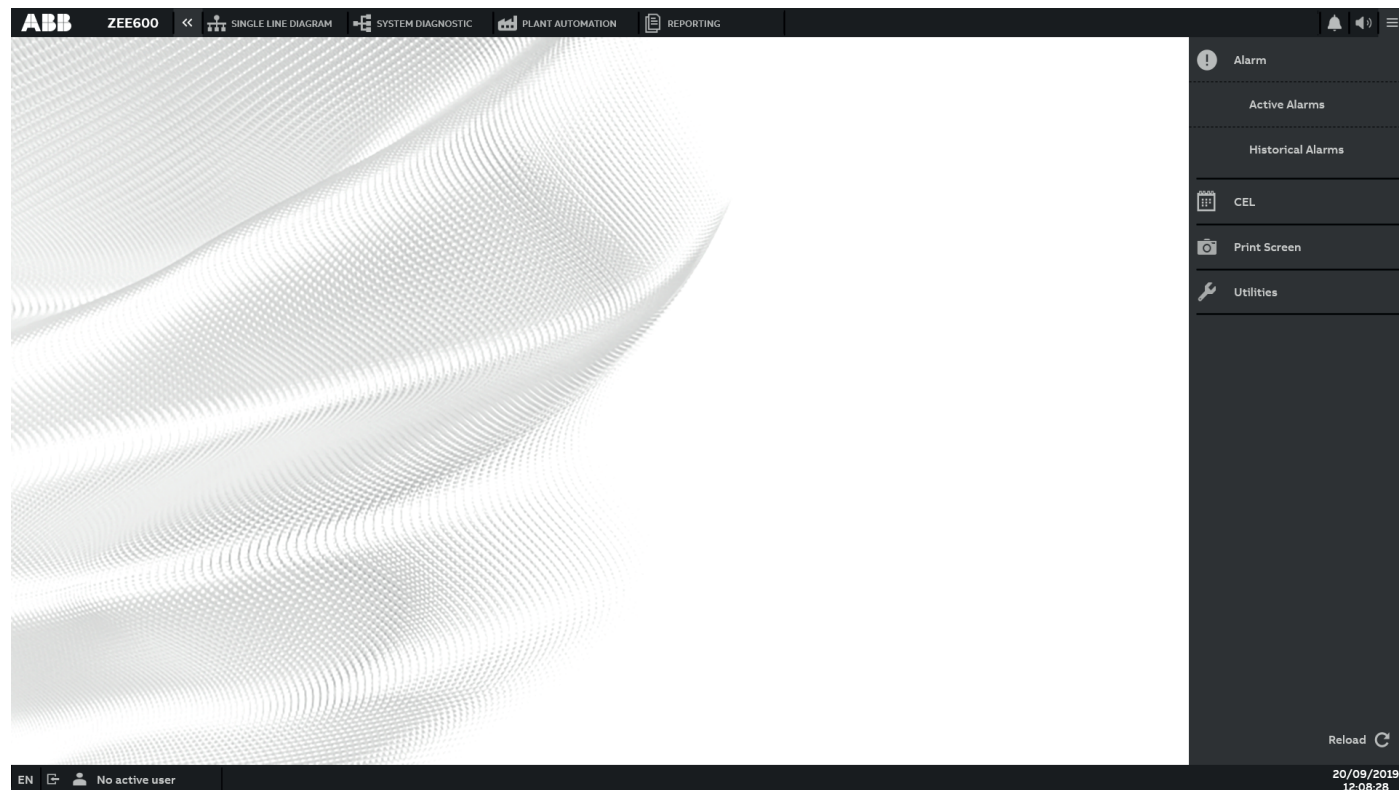 ABB ZEE600 SINGLE LINE DIAGRAM SYSTEM DIAGNOSTIC PLANT AUTOMATION REPORTING
Alarm
Active Alarms
Historical Alarms
CEL
Print Screen
Utilities
Reload
EN No active user
20/09/2019
12:08:28